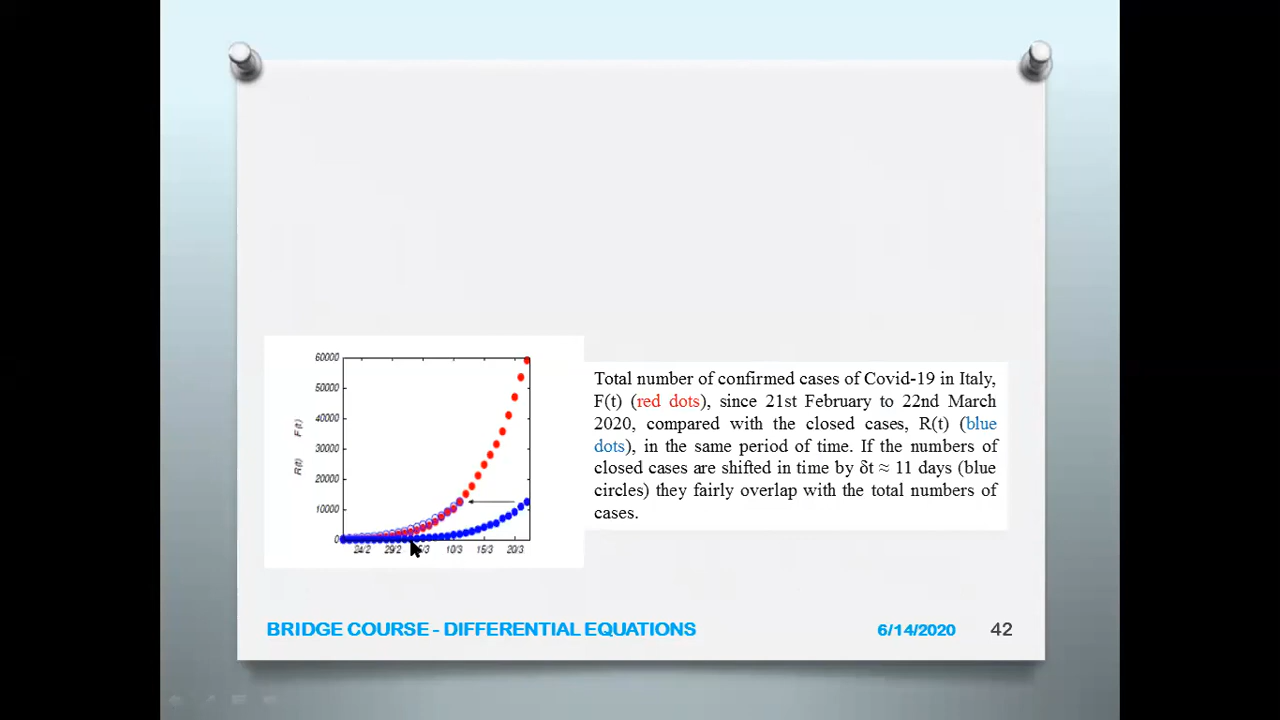 60000
50000
40000
30000
20000
10000
0
R(t) F(t)
24/2 29/2 5/3 10/3 15/3 20/3
Total number of confirmed cases of Covid-19 in Italy,
F(t) (red dots), since 21st February to 22nd March
2020, compared with the closed cases, R(t) (blue
dots), in the same period of time. If the numbers of
closed cases are shifted in time by δt ≈ 11 days (blue
circles) they fairly overlap with the total numbers of
cases.
BRIDGE COURSE - DIFFERENTIAL EQUATIONS 6/14/2020 42